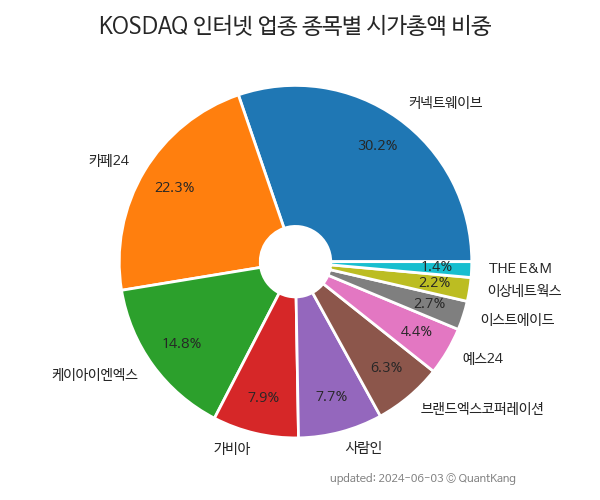 KOSDAQ 인터넷 업종 종목별 시가총액 비중
커넥트웨이브
30.2%
카페24
22.3%
케이아이엔엑스
14.8%
가비아
7.9%
사람인
7.7%
브랜드엑스코퍼레이션
6.3%
예스24
4.4%
이스트에이드
2.7%
이상네트웍스
2.2%
THE E&M
1.4%
updated: 2024-06-03 © QuantKang